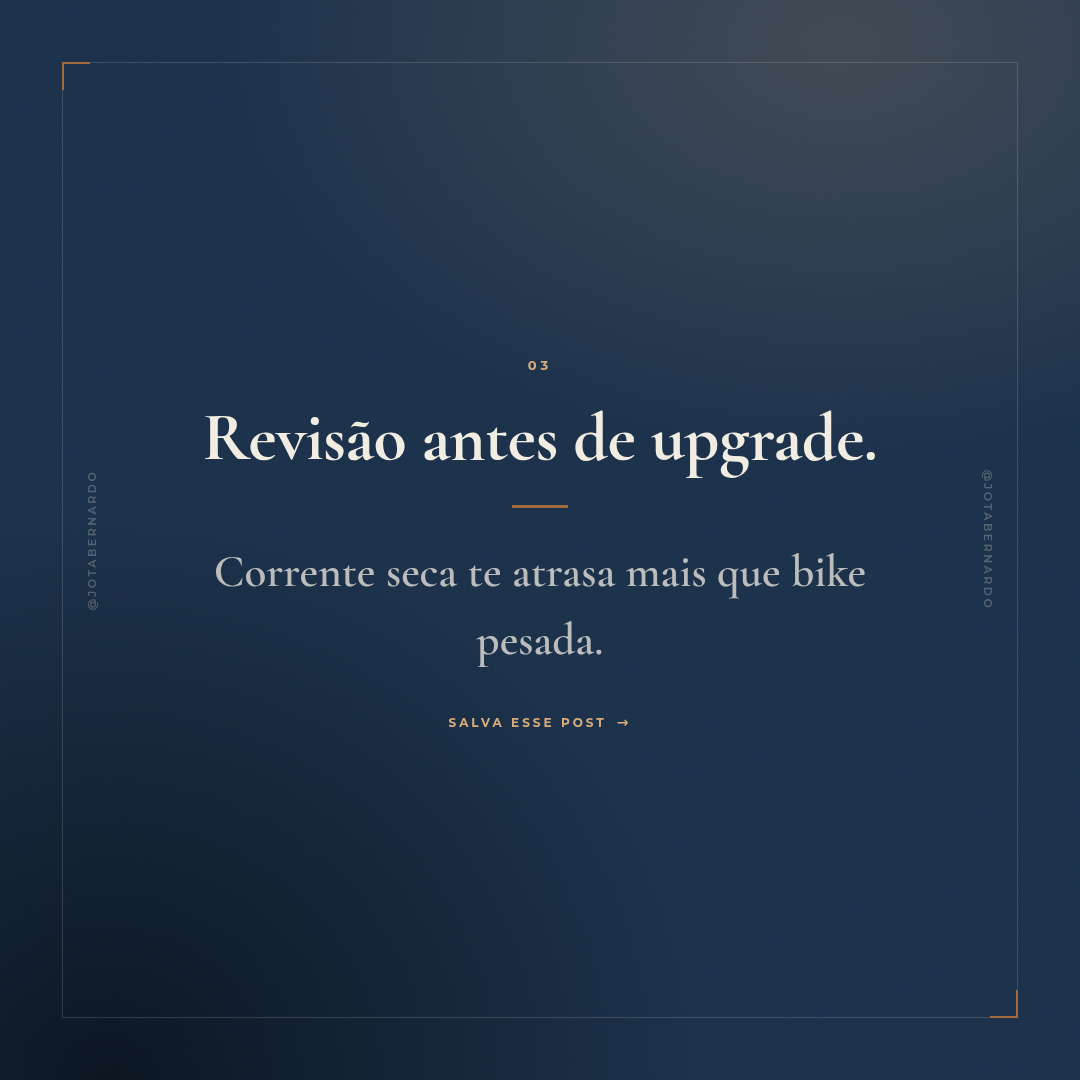 03
Revisão antes de upgrade.
@JOTABERNARDO
@JOTABERNARDO
Corrente seca te atrasa mais que bike
pesada.
SALVA ESSE POST →